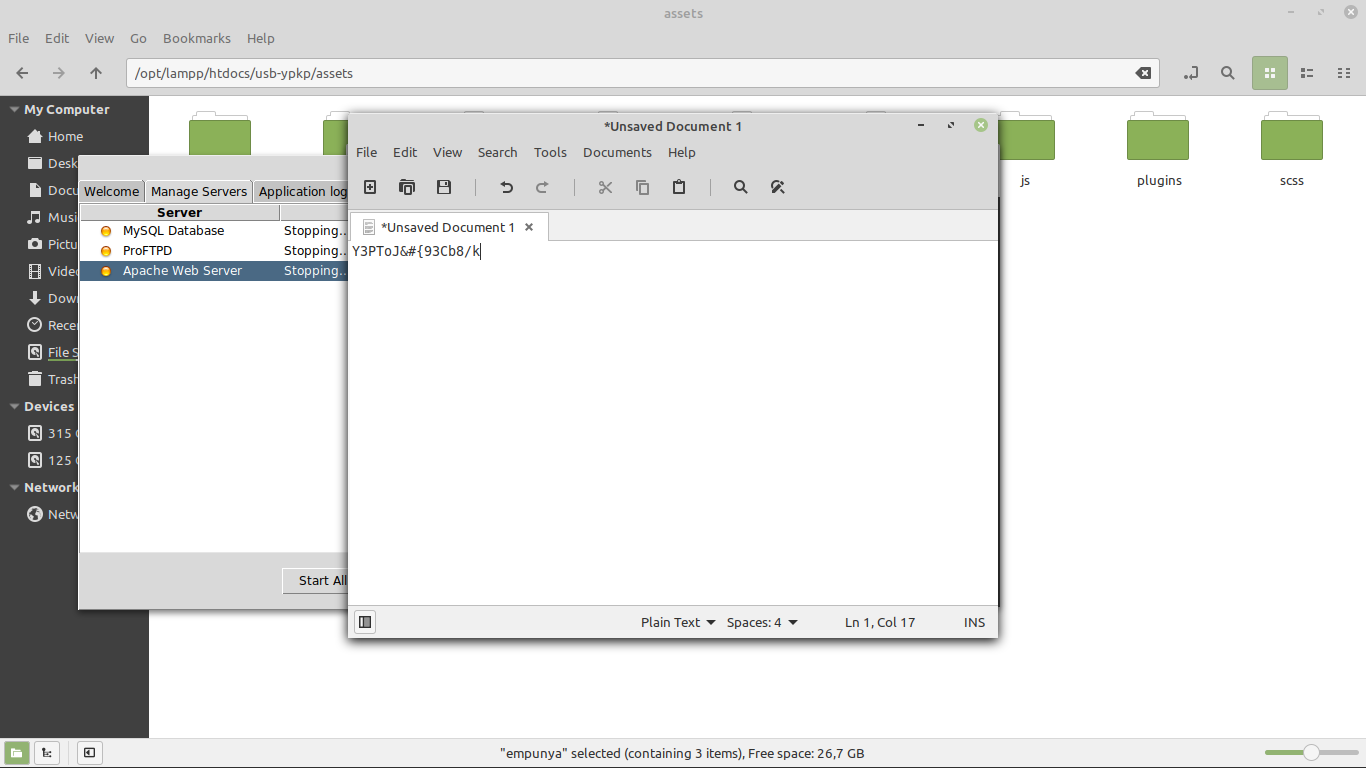 assets
File Edit View Go Bookmarks Help
/opt/lampp/htdocs/usb-ypkp/assets
My Computer
Home
Desk
Docu
Musi
Pictu
Video
Down
Recen
File S
Trash
Devices
315 G
125 G
Network
Netw
js
plugins
scss
Welcome Manage Servers Application log
Server
MySQL Database Stopping...
ProFTPD Stopping...
Apache Web Server Stopping...
Start All
*Unsaved Document 1
File Edit View Search Tools Documents Help
*Unsaved Document 1
Y3PToJ&#{93Cb8/k
Plain Text Spaces: 4 Ln 1, Col 17 INS
"empunya" selected (containing 3 items), Free space: 26,7 GB